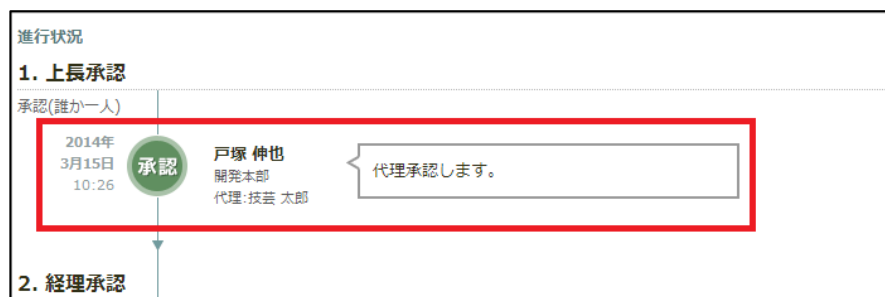 進行状況
1. 上長承認
承認(誰か一人)
2014年
3月15日
10:26
承認
戸塚 伸也
開発本部
代理:技芸 太郎
代理承認します。
2. 経理承認